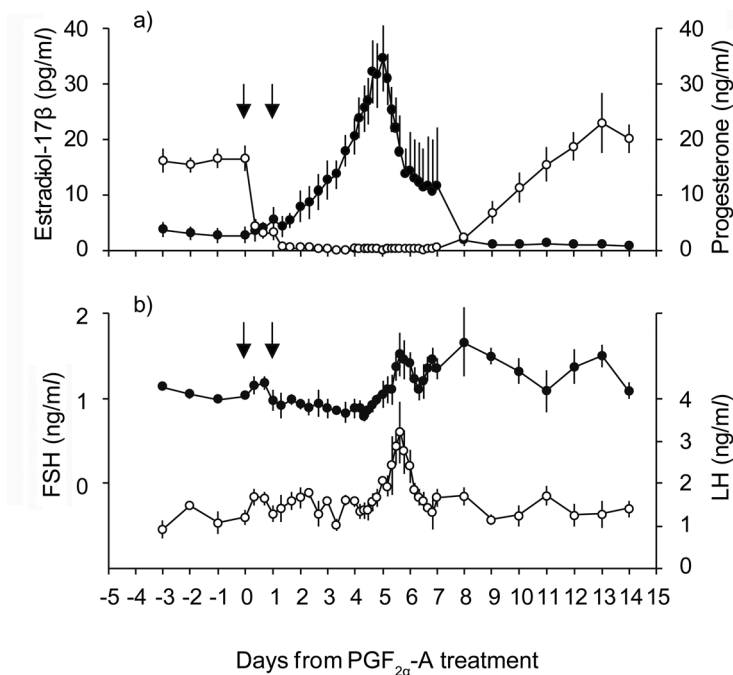 a)
40
30
20
10
0
Estradiol-17β (pg/ml)
40
30
20
10
0
Progesterone (ng/ml)
b)
2
1
0
FSH (ng/ml)
4
3
2
1
0
LH (ng/ml)
-5 -4 -3 -2 -1 0 1 2 3 4 5 6 7 8 9 10 11 12 13 14 15
Days from PGF2α-A treatment